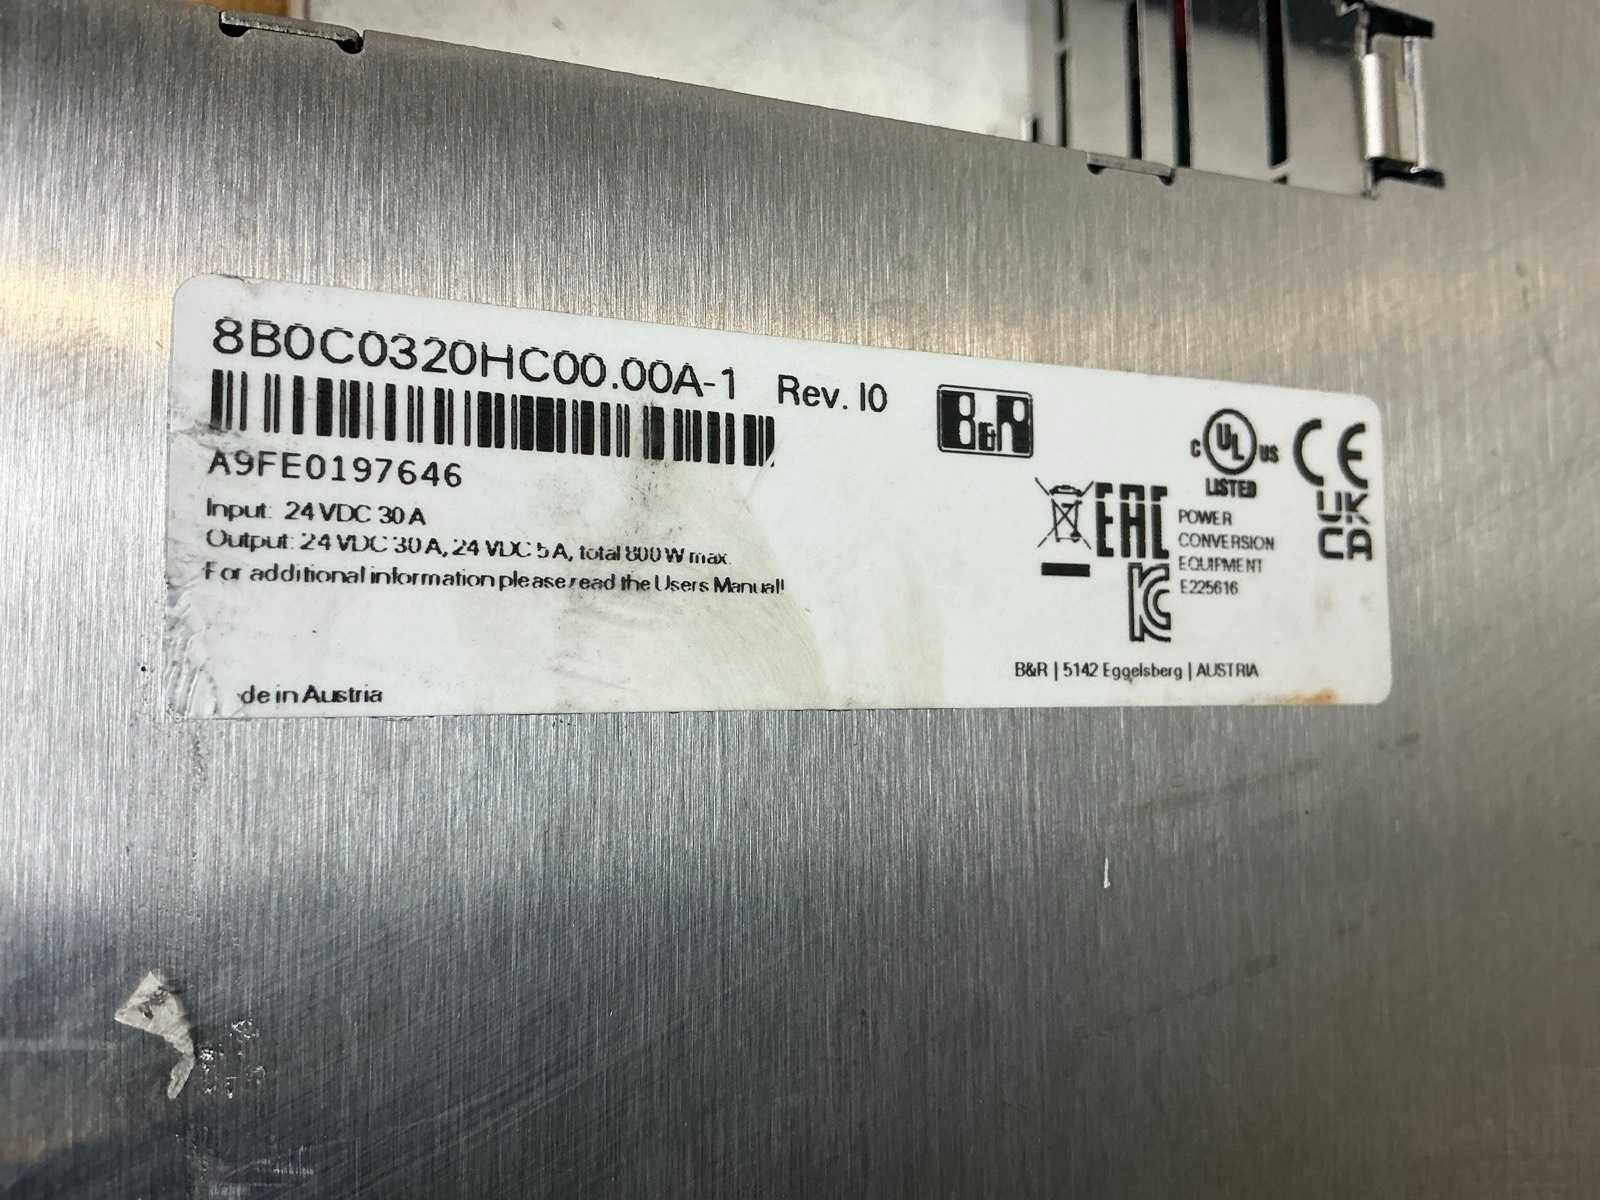 8B0C0320HC00.00A-1 Rev. I0
B&R
A9FE0197646
Input: 24 VDC 30 A
Output: 24 VDC 30 A, 24 VDC 5 A, total 800 W max.
For additional information please read the Users Manual!
de in Austria
C UL US
LISTED
CE
UK
CA
EAC
POWER
CONVERSION
EQUIPMENT
E225616
KC
B&R | 5142 Eggelsberg | AUSTRIA